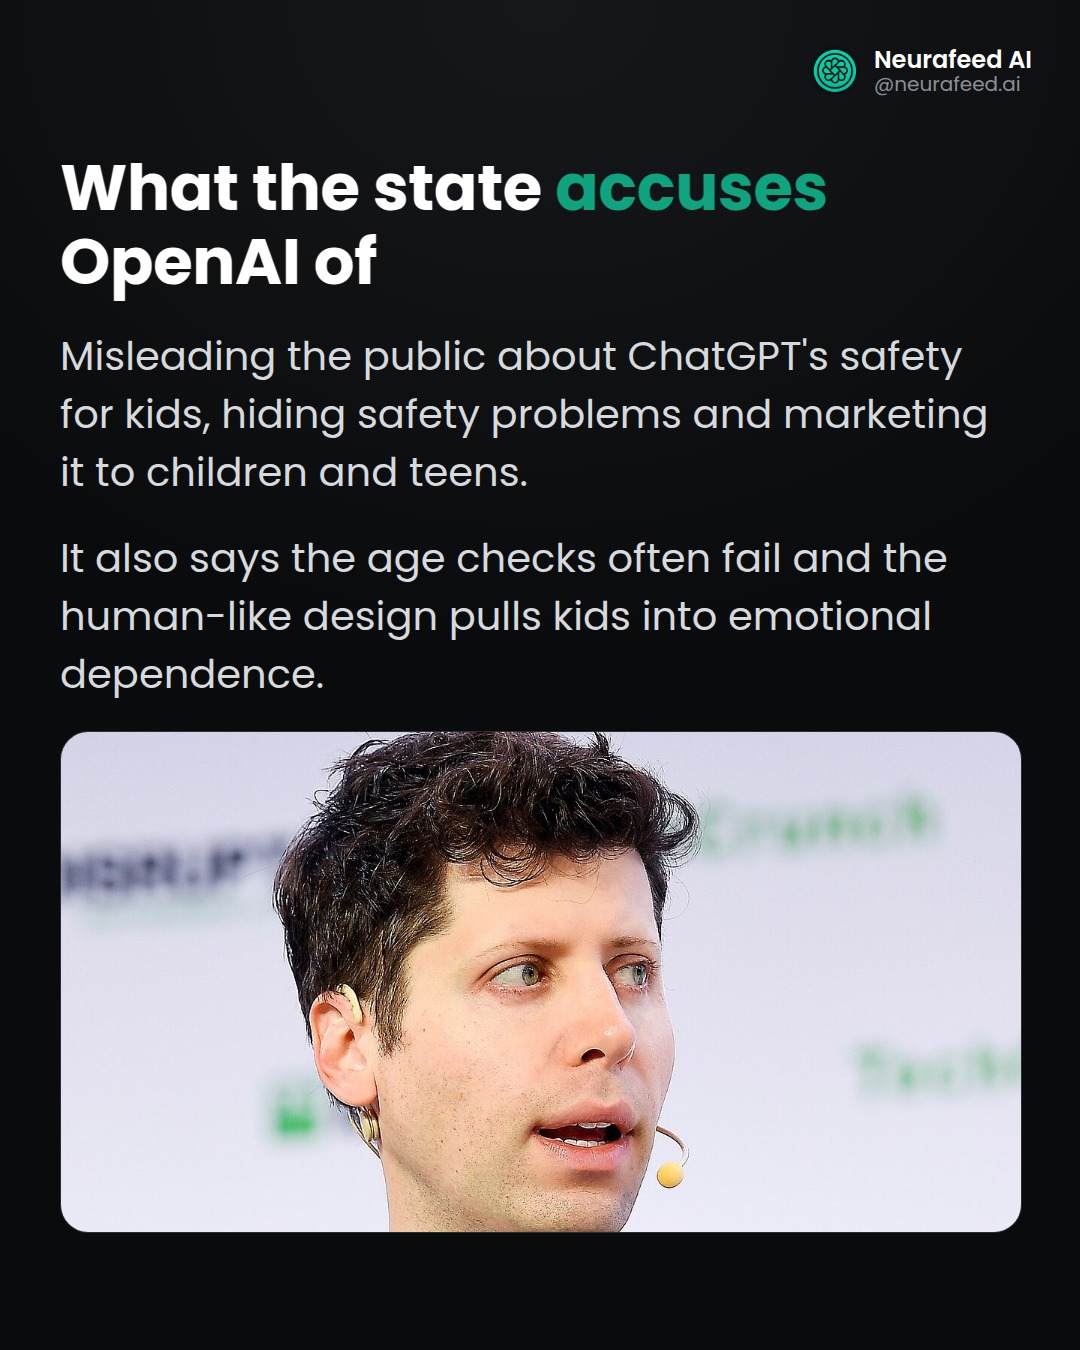 Neurafeed AI
@neurafeed.ai
What the state accuses
OpenAI of
Misleading the public about ChatGPT's safety
for kids, hiding safety problems and marketing
it to children and teens.
It also says the age checks often fail and the
human-like design pulls kids into emotional
dependence.
Crunch